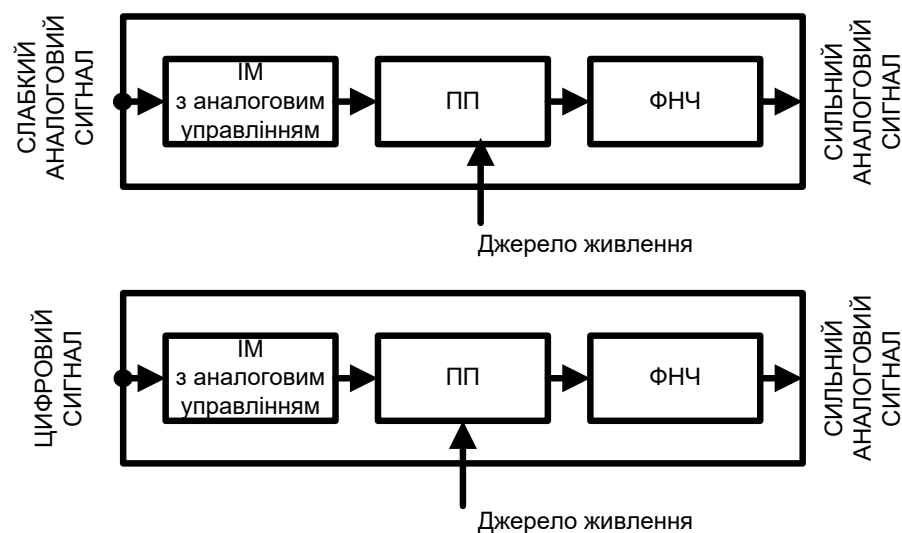 СЛАБКИЙ
АНАЛОГОВИЙ
СИГНАЛ
ІМ
з аналоговим
управлінням
ПП
ФНЧ
СИЛЬНИЙ
АНАЛОГОВИЙ
СИГНАЛ
Джерело живлення
ЦИФРОВИЙ
СИГНАЛ
ІМ
з аналоговим
управлінням
ПП
ФНЧ
СИЛЬНИЙ
АНАЛОГОВИЙ
СИГНАЛ
Джерело живлення